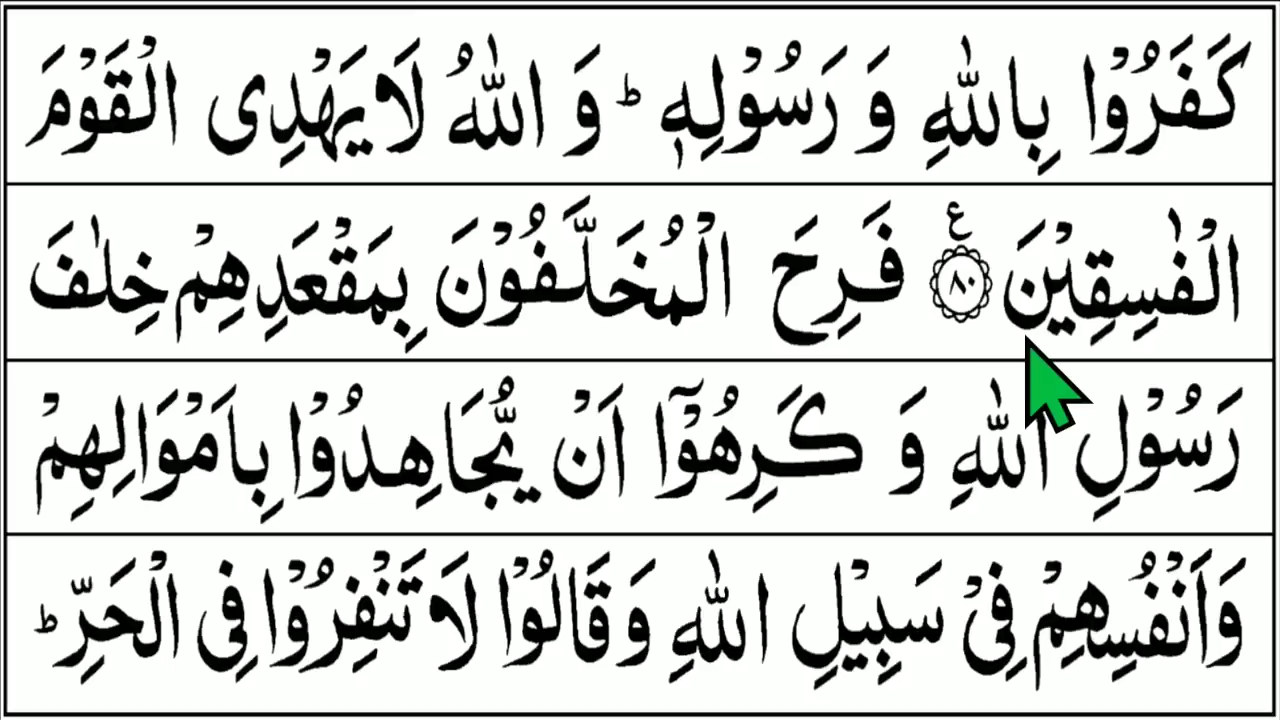 كَفَرُوْا بِاللّٰهِ وَ رَسُوْلِهٖ ؕ وَ اللّٰهُ لَا يَهْدِى الْقَوْمَ
الْفٰسِقِيْنَ ﴿۸۰﴾ ع فَرِحَ الْمُخَلَّفُوْنَ بِمَقْعَدِهِمْ خِلٰفَ
رَسُوْلِ اللّٰهِ وَ كَرِهُوْۤا اَنْ يُّجَاهِدُوْا بِاَمْوَالِهِمْ
وَاَنْفُسِهِمْ فِىْ سَبِيْلِ اللّٰهِ وَقَالُوْا لَا تَنْفِرُوْا فِى الْحَرِّ ؕ